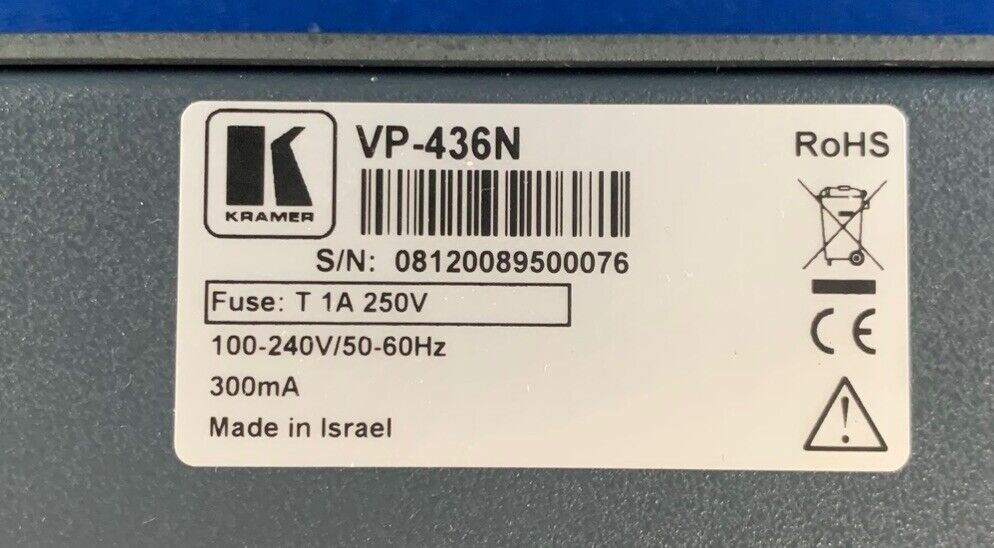 K
KRAMER
VP-436N
RoHS
S/N: 08120089500076
Fuse: T 1A 250V
100-240V/50-60Hz
300mA
Made in Israel
CE
!